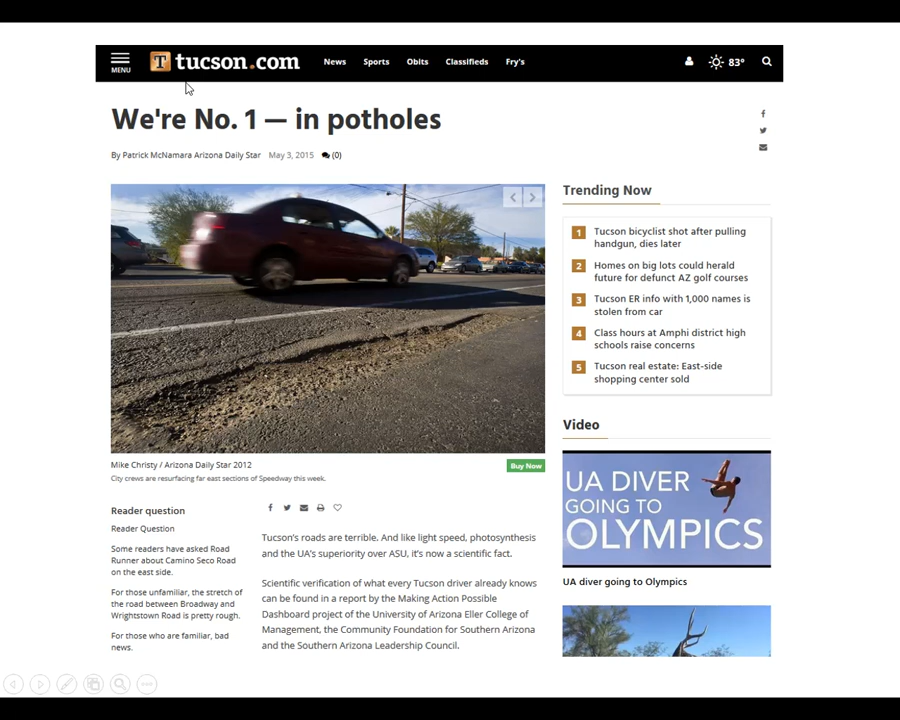 MENU
T tucson.com
News Sports Obits Classifieds Fry's
83°
We're No. 1 — in potholes
By Patrick McNamara Arizona Daily Star May 3, 2015 (0)
Mike Christy / Arizona Daily Star 2012
Buy Now
City crews are resurfacing far east sections of Speedway this week.
Reader question
Reader Question
Some readers have asked Road
Runner about Camino Seco Road
on the east side.
For those unfamiliar, the stretch of
the road between Broadway and
Wrightstown Road is pretty rough.
For those who are familiar, bad
news.
Tucson's roads are terrible. And like light speed, photosynthesis
and the UA's superiority over ASU, it's now a scientific fact.
Scientific verification of what every Tucson driver already knows
can be found in a report by the Making Action Possible
Dashboard project of the University of Arizona Eller College of
Management, the Community Foundation for Southern Arizona
and the Southern Arizona Leadership Council.
Trending Now
1 Tucson bicyclist shot after pulling
handgun, dies later
2 Homes on big lots could herald
future for defunct AZ golf courses
3 Tucson ER info with 1,000 names is
stolen from car
4 Class hours at Amphi district high
schools raise concerns
5 Tucson real estate: East-side
shopping center sold
Video
UA DIVER
GOING TO
OLYMPICS
UA diver going to Olympics